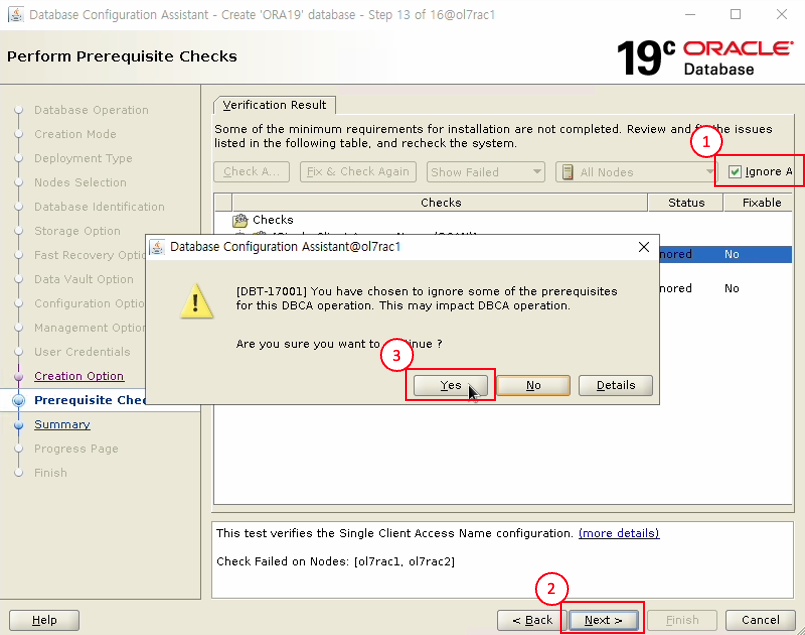 Database Configuration Assistant - Create 'ORA19' database - Step 13 of 16@ol7rac1
Perform Prerequisite Checks
19c ORACLE
Database
Database Operation
Creation Mode
Deployment Type
Nodes Selection
Database Identification
Storage Option
Fast Recovery Optio
Data Vault Option
Configuration Optio
Management Option
User Credentials
Creation Option
Prerequisite Chec
Summary
Progress Page
Finish
Verification Result
Some of the minimum requirements for installation are not completed. Review and fix the issues
listed in the following table, and recheck the system.
1
Check A...
Fix & Check Again
Show Failed
All Nodes
Ignore A
Checks Status Fixable
Checks
nored No
nored No
Database Configuration Assistant@ol7rac1
[DBT-17001] You have chosen to ignore some of the prerequisites
for this DBCA operation. This may impact DBCA operation.
Are you sure you want to continue ?
3
Yes No Details
This test verifies the Single Client Access Name configuration. (more details)
Check Failed on Nodes: [ol7rac1, ol7rac2]
2
Help < Back Next > Finish Cancel